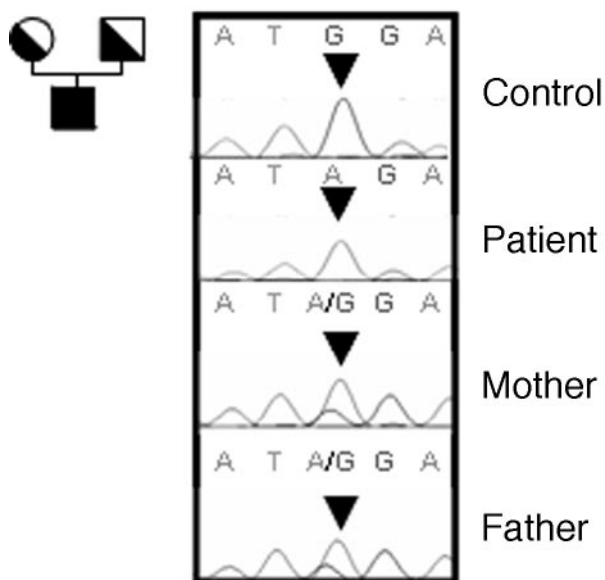 A T G G A
Control
A T A G A
Patient
A T A/G G A
Mother
A T A/G G A
Father